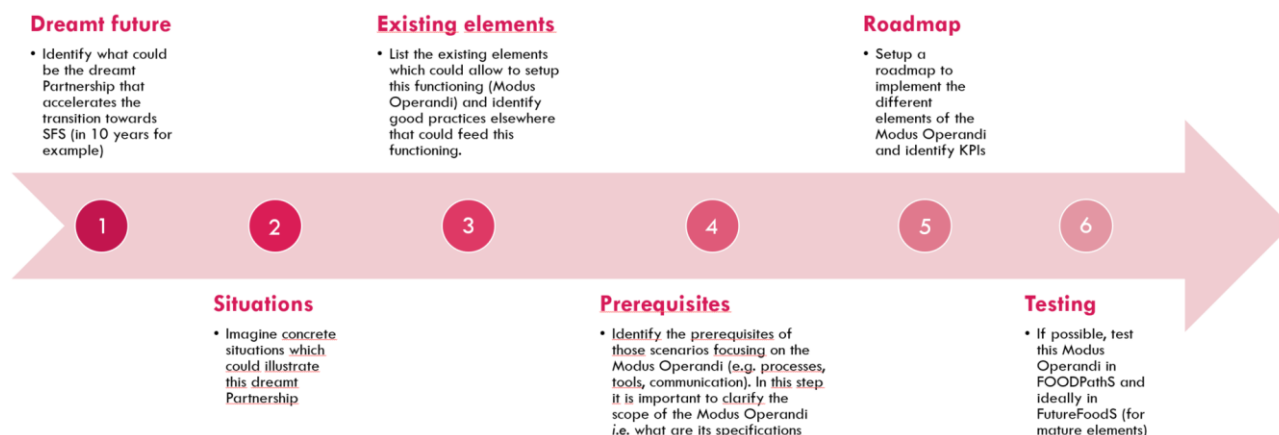 Dreamt future
• Identify what could
be the dreamt
Partnership that
accelerates the
transition towards
SFS (in 10 years for
example)
Existing elements
• List the existing elements
which could allow to setup
this functioning (Modus
Operandi) and identify
good practices elsewhere
that could feed this
functioning.
Roadmap
• Setup a
roadmap to
implement the
different
elements of the
Modus Operandi
and identify KPIs
1
2
3
4
5
6
Situations
• Imagine concrete
situations which
could illustrate
this dreamt
Partnership
Prerequisites
• Identify the prerequisites of
those scenarios focusing on the
Modus Operandi (e.g. processes,
tools, communication). In this step
it is important to clarify the
scope of the Modus Operandi
i.e. what are its specifications
Testing
• If possible, test
this Modus
Operandi in
FOODPathS and
ideally in
FutureFoodS (for
mature elements)